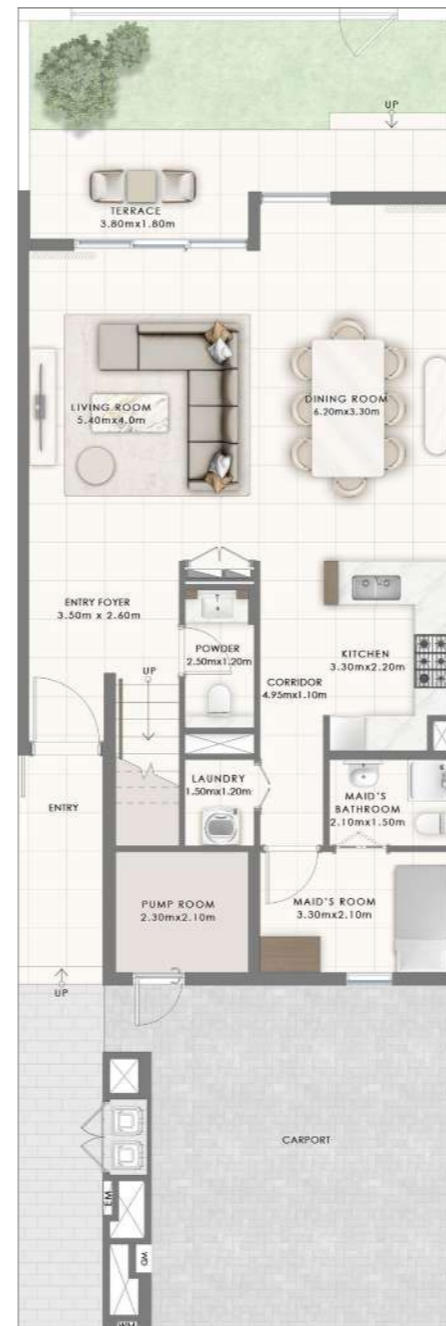 UP
TERRACE
3.80mx1.80m
LIVING ROOM
5.40mx4.0m
DINING ROOM
6.20mx3.30m
ENTRY FOYER
3.50m x 2.60m
POWDER
2.50mx1.20m
KITCHEN
3.30mx2.20m
UP
CORRIDOR
4.95mx1.10m
LAUNDRY
1.50mx1.20m
MAID'S
BATHROOM
2.10mx1.50m
ENTRY
PUMP ROOM
2.30mx2.10m
MAID'S ROOM
3.30mx2.10m
UP
CARPORT
EM
GW
WM